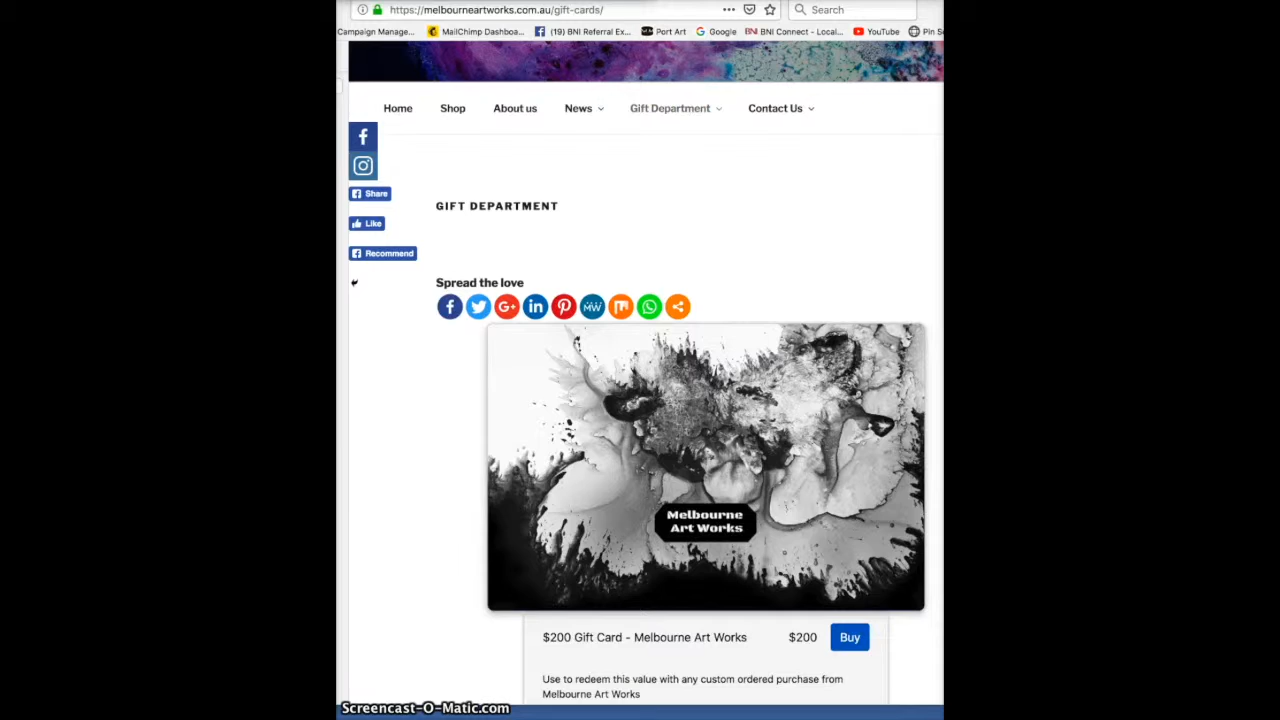 https://melbourneartworks.com.au/gift-cards/
Search
Campaign Manage...
MailChimp Dashboa...
(19) BNI Referral Ex...
Port Art
Google
BNI BNI Connect - Local...
YouTube
Pin S
Home
Shop
About us
News
Gift Department
Contact Us
Share
Like
Recommend
GIFT DEPARTMENT
Spread the love
Melbourne
Art Works
$200 Gift Card - Melbourne Art Works
$200
Buy
Use to redeem this value with any custom ordered purchase from
Melbourne Art Works
Screencast-O-Matic.com